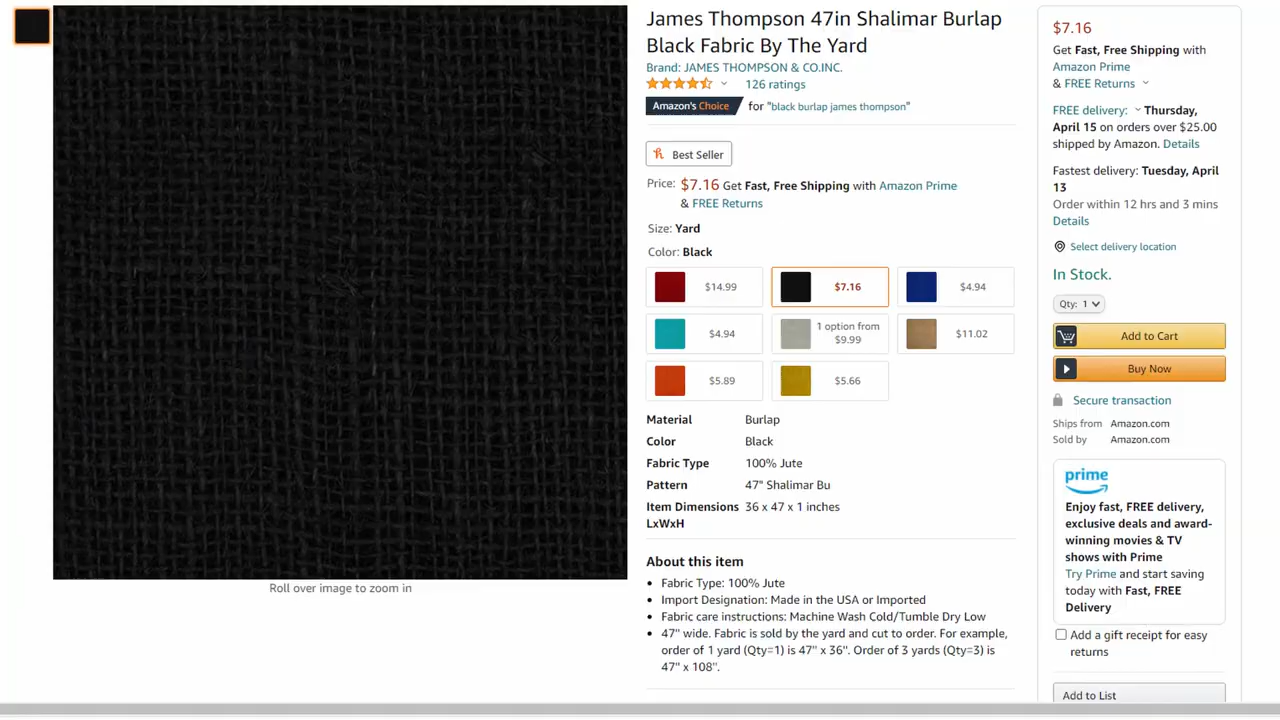 James Thompson 47in Shalimar Burlap
Black Fabric By The Yard
Brand: JAMES THOMPSON & CO.INC.
126 ratings
Amazon's Choice for "black burlap james thompson"
Best Seller
Price: $7.16 Get Fast, Free Shipping with Amazon Prime
& FREE Returns
Size: Yard
Color: Black
$14.99 $7.16 $4.94
$4.94 1 option from $11.02
$9.99
$5.89 $5.66
Material Burlap
Color Black
Fabric Type 100% Jute
Pattern 47" Shalimar Bu
Item Dimensions 36 x 47 x 1 inches
LxWxH
About this item
Fabric Type: 100% Jute
Import Designation: Made in the USA or Imported
Fabric care instructions: Machine Wash Cold/Tumble Dry Low
47" wide. Fabric is sold by the yard and cut to order. For example,
order of 1 yard (Qty=1) is 47" x 36". Order of 3 yards (Qty=3) is
47" x 108".
Roll over image to zoom in
$7.16
Get Fast, Free Shipping with
Amazon Prime
& FREE Returns
FREE delivery: Thursday,
April 15 on orders over $25.00
shipped by Amazon. Details
Fastest delivery: Tuesday, April
13
Order within 12 hrs and 3 mins
Details
Select delivery location
In Stock.
Qty: 1
Add to Cart
Buy Now
Secure transaction
Ships from Amazon.com
Sold by Amazon.com
prime
Enjoy fast, FREE delivery,
exclusive deals and award-
winning movies & TV
shows with Prime
Try Prime and start saving
today with Fast, FREE
Delivery
Add a gift receipt for easy
returns
Add to List